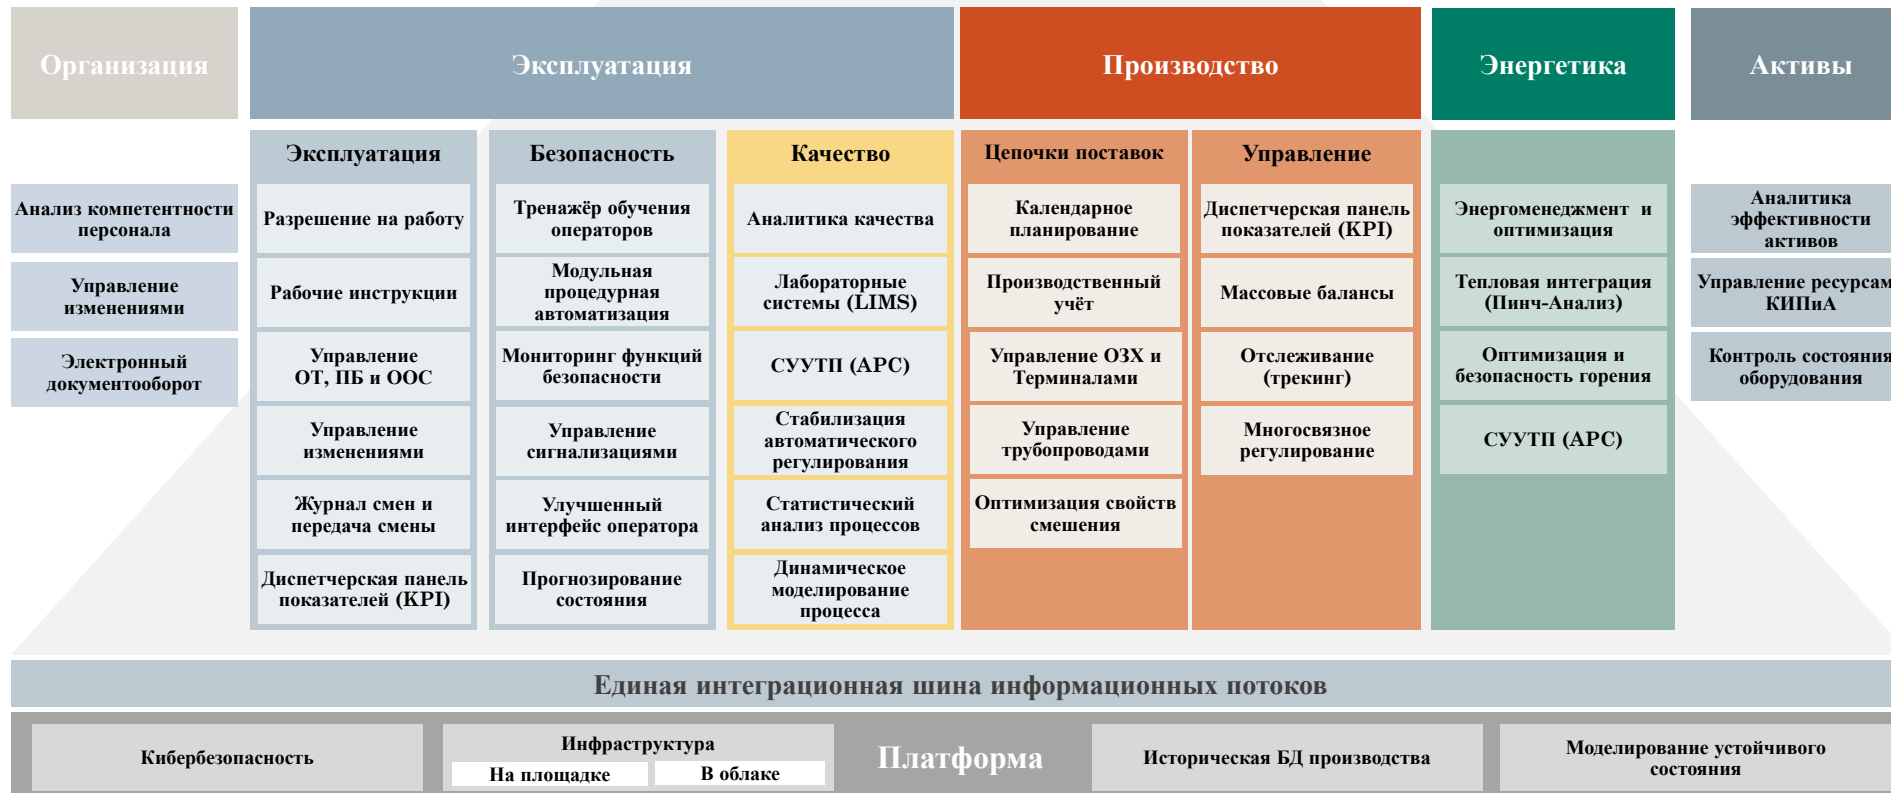 Организация
Эксплуатация
Производство
Энергетика
Активы
Анализ компетентности
персонала
Управление
изменениями
Электронный
документооборот
Эксплуатация
Разрешение на работу
Рабочие инструкции
Управление
ОТ, ПБ и ООС
Управление
изменениями
Журнал смен и
передача смены
Диспетчерская панель
показателей (KPI)
Безопасность
Тренажёр обучения
операторов
Модульная
процедурная
автоматизация
Мониторинг функций
безопасности
Управление
сигнализациями
Улучшенный
интерфейс оператора
Прогнозирование
состояния
Качество
Аналитика качества
Лабораторные
системы (LIMS)
СУУТП (APC)
Стабилизация
автоматического
регулирования
Статистический
анализ процессов
Динамическое
моделирование
процесса
Цепочки поставок
Календарное
планирование
Производственный
учёт
Управление ОЗХ и
Терминалами
Управление
трубопроводами
Оптимизация свойств
смешения
Управление
Диспетчерская панель
показателей (KPI)
Массовые балансы
Отслеживание
(трекинг)
Многосвязное
регулирование
Энергоменеджмент и
оптимизация
Тепловая интеграция
(Пинч-Анализ)
Оптимизация и
безопасность горения
СУУТП (APC)
Аналитика
эффективности
активов
Управление ресурсам
КИПиА
Контроль состояния
оборудования
Единая интеграционная шина информационных потоков
Кибербезопасность
Инфраструктура
На площадке
В облаке
Платформа
Историческая БД производства
Моделирование устойчивого
состояния